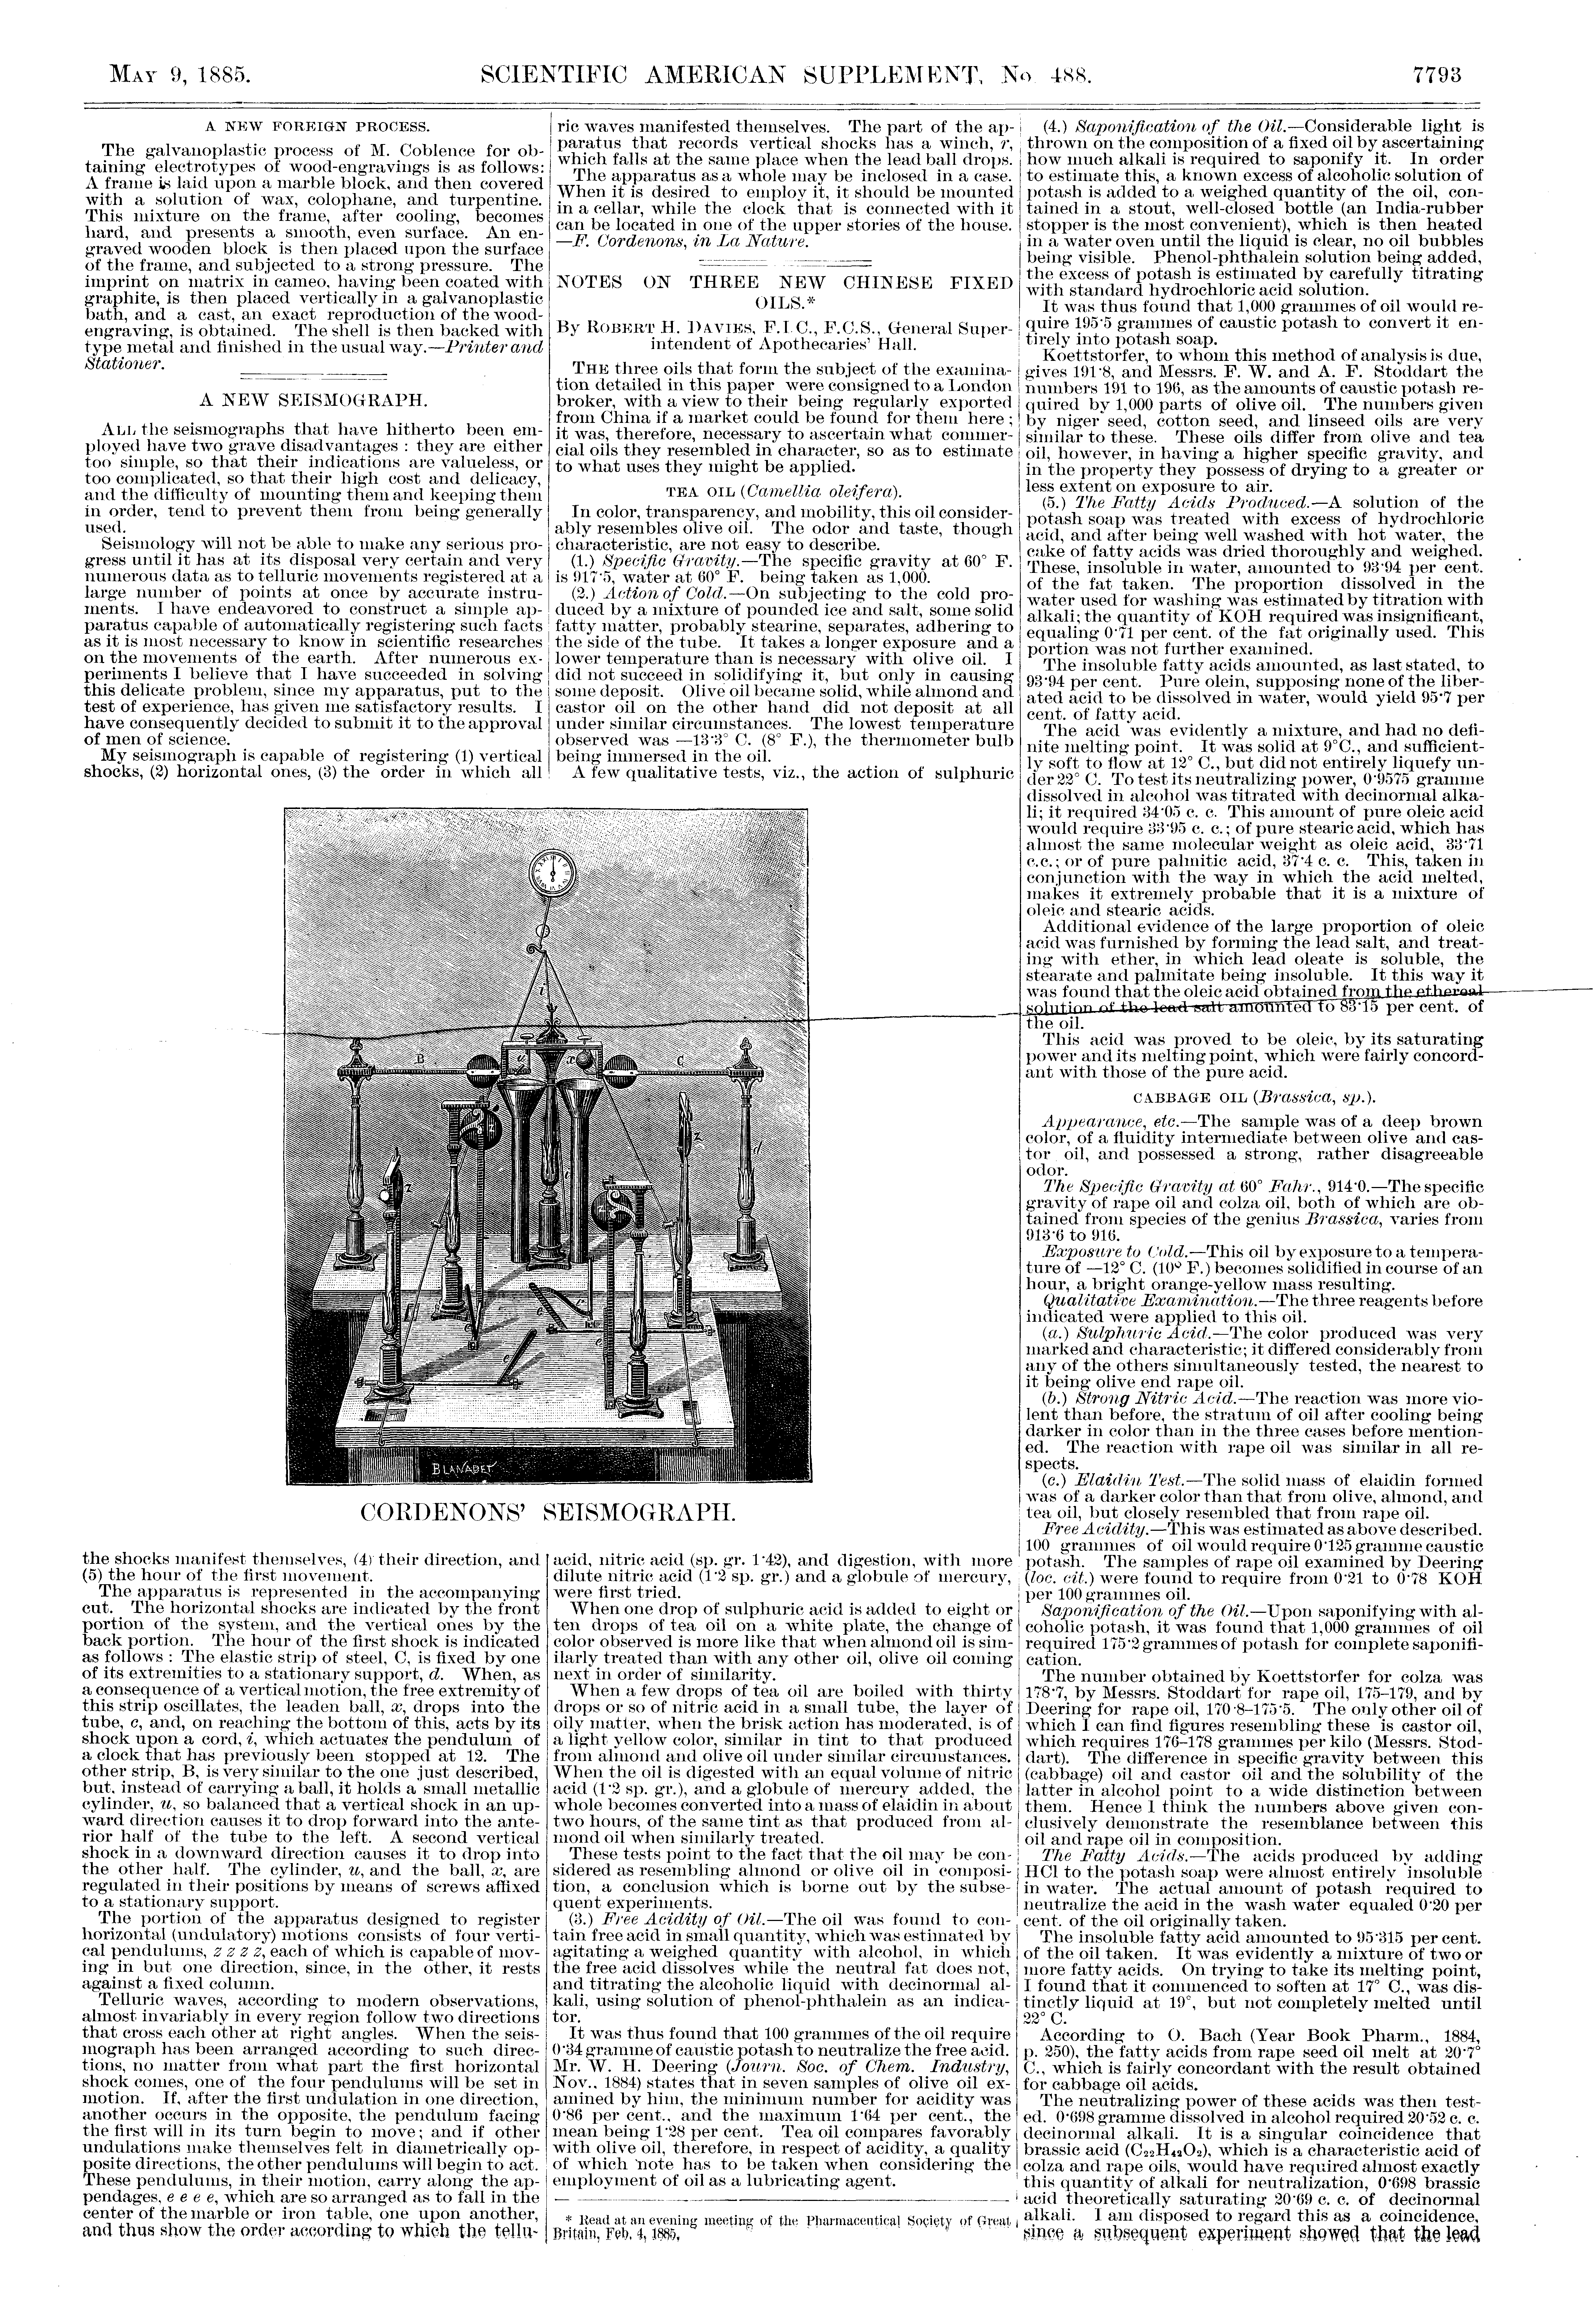 MAY 9, 1885.
SCIENTIFIC AMERICAN SUPPLEMENT, No 488.
7793
A NEW FOREIGN PROCESS.
The galvanoplastic process of M. Coblence for ob-
taining electrotypes of wood-engravings is as follows:
A frame is laid upon a marble block, and then covered
with a solution of wax, colophane, and turpentine.
This mixture on the frame, after cooling, becomes
hard, and presents a smooth, even surface. An en-
graved wooden block is then placed upon the surface
of the frame, and subjected to a strong pressure. The
imprint on matrix in cameo, having been coated with
graphite, is then placed vertically in a galvanoplastic
bath, and a cast, an exact reproduction of the wood-
engraving, is obtained. The shell is then backed with
type metal and finished in the usual way.—Printer and
Stationer.
A NEW SEISMOGRAPH.
ALL the seismographs that have hitherto been em-
ployed have two grave disadvantages : they are either
too simple, so that their indications are valueless, or
too complicated, so that their high cost and delicacy,
and the difficulty of mounting them and keeping them
in order, tend to prevent them from being generally
used.
Seismology will not be able to make any serious pro-
gress until it has at its disposal very certain and very
numerous data as to telluric movements registered at a
large number of points at once by accurate instru-
ments. I have endeavored to construct a simple ap-
paratus capable of automatically registering such facts
as it is most necessary to know in scientific researches
on the movements of the earth. After numerous ex-
periments I believe that I have succeeded in solving
this delicate problem, since my apparatus, put to the
test of experience, has given me satisfactory results. I
have consequently decided to submit it to the approval
of men of science.
My seismograph is capable of registering (1) vertical
shocks, (2) horizontal ones, (3) the order in which all
the shocks manifest themselves, (4) their direction, and
(5) the hour of the first movement.
The apparatus is represented in the accompanying
cut. The horizontal shocks are indicated by the front
portion of the system, and the vertical ones by the
back portion. The hour of the first shock is indicated
as follows : The elastic strip of steel, C, is fixed by one
of its extremities to a stationary support, d. When, as
a consequence of a vertical motion, the free extremity of
this strip oscillates, the leaden ball, x, drops into the
tube, c, and, on reaching the bottom of this, acts by its
shock upon a cord, i, which actuates the pendulum of
a clock that has previously been stopped at 12. The
other strip, B, is very similar to the one just described,
but, instead of carrying a ball, it holds a small metallic
cylinder, u, so balanced that a vertical shock in an up-
ward direction causes it to drop forward into the ante-
rior half of the tube to the left. A second vertical
shock in a downward direction causes it to drop into
the other half. The cylinder, u, and the ball, x, are
regulated in their positions by means of screws affixed
to a stationary support.
The portion of the apparatus designed to register
horizontal (undulatory) motions consists of four verti-
cal pendulums, z z z z, each of which is capable of mov-
ing in but one direction, since, in the other, it rests
against a fixed column.
Telluric waves, according to modern observations,
almost invariably in every region follow two directions
that cross each other at right angles. When the seis-
mograph has been arranged according to such direc-
tions, no matter from what part the first horizontal
shock comes, one of the four pendulums will be set in
motion. If, after the first undulation in one direction,
another occurs in the opposite, the pendulum facing
the first will in its turn begin to move; and if other
undulations make themselves felt in diametrically op-
posite directions, the other pendulums will begin to act.
These pendulums, in their motion, carry along the ap-
pendages, e e e e, which are so arranged as to fall in the
center of the marble or iron table, one upon another,
and thus show the order according to which the tellu-
ric waves manifested themselves. The part of the ap-
paratus that records vertical shocks has a winch, r,
which falls at the same place when the lead ball drops.
The apparatus as a whole may be inclosed in a case.
When it is desired to employ it, it should be mounted
in a cellar, while the clock that is connected with it
can be located in one of the upper stories of the house.
—F. Cordenons, in La Nature.
B
u
x
C
i
z
z
z
d
i
r
e
e
e
e
BLANADET
CORDENONS' SEISMOGRAPH.
NOTES ON THREE NEW CHINESE FIXED
OILS.*
By ROBERT H. DAVIES, F.I.C., F.C.S., General Super-
intendent of Apothecaries' Hall.
THE three oils that form the subject of the examina-
tion detailed in this paper were consigned to a London
broker, with a view to their being regularly exported
from China if a market could be found for them here ;
it was, therefore, necessary to ascertain what commer-
cial oils they resembled in character, so as to estimate
to what uses they might be applied.
TEA OIL (Camellia oleifera).
In color, transparency, and mobility, this oil consider-
ably resembles olive oil. The odor and taste, though
characteristic, are not easy to describe.
(1.) Specific Gravity.—The specific gravity at 60° F.
is 917·5, water at 60° F. being taken as 1,000.
(2.) Action of Cold.—On subjecting to the cold pro-
duced by a mixture of pounded ice and salt, some solid
fatty matter, probably stearine, separates, adhering to
the side of the tube. It takes a longer exposure and a
lower temperature than is necessary with olive oil. I
did not succeed in solidifying it, but only in causing
some deposit. Olive oil became solid, while almond and
castor oil on the other hand did not deposit at all
under similar circumstances. The lowest temperature
observed was —13·3° C. (8° F.), the thermometer bulb
being immersed in the oil.
A few qualitative tests, viz., the action of sulphuric
acid, nitric acid (sp. gr. 1·42), and digestion, with more
dilute nitric acid (1·2 sp. gr.) and a globule of mercury,
were first tried.
When one drop of sulphuric acid is added to eight or
ten drops of tea oil on a white plate, the change of
color observed is more like that when almond oil is sim-
ilarly treated than with any other oil, olive oil coming
next in order of similarity.
When a few drops of tea oil are boiled with thirty
drops or so of nitric acid in a small tube, the layer of
oily matter, when the brisk action has moderated, is of
a light yellow color, similar in tint to that produced
from almond and olive oil under similar circumstances.
When the oil is digested with an equal volume of nitric
acid (1·2 sp. gr.), and a globule of mercury added, the
whole becomes converted into a mass of elaidin in about
two hours, of the same tint as that produced from al-
mond oil when similarly treated.
These tests point to the fact that the oil may be con-
sidered as resembling almond or olive oil in composi-
tion, a conclusion which is borne out by the subse-
quent experiments.
(3.) Free Acidity of Oil.—The oil was found to con-
tain free acid in small quantity, which was estimated by
agitating a weighed quantity with alcohol, in which
the free acid dissolves while the neutral fat does not,
and titrating the alcoholic liquid with decinormal al-
kali, using solution of phenol-phthalein as an indica-
tor.
It was thus found that 100 grammes of the oil require
0·34 gramme of caustic potash to neutralize the free acid.
Mr. W. H. Deering (Journ. Soc. of Chem. Industry,
Nov., 1884) states that in seven samples of olive oil ex-
amined by him, the minimum number for acidity was
0·86 per cent., and the maximum 1·64 per cent., the
mean being 1·28 per cent. Tea oil compares favorably
with olive oil, therefore, in respect of acidity, a quality
of which note has to be taken when considering the
employment of oil as a lubricating agent.
* Read at an evening meeting of the Pharmaceutical Society of Great
Britain, Feb. 4, 1885.
(4.) Saponification of the Oil.—Considerable light is
thrown on the composition of a fixed oil by ascertaining
how much alkali is required to saponify it. In order
to estimate this, a known excess of alcoholic solution of
potash is added to a weighed quantity of the oil, con-
tained in a stout, well-closed bottle (an India-rubber
stopper is the most convenient), which is then heated
in a water oven until the liquid is clear, no oil bubbles
being visible. Phenol-phthalein solution being added,
the excess of potash is estimated by carefully titrating
with standard hydrochloric acid solution.
It was thus found that 1,000 grammes of oil would re-
quire 195·5 grammes of caustic potash to convert it en-
tirely into potash soap.
Koettstorfer, to whom this method of analysis is due,
gives 191·8, and Messrs. F. W. and A. F. Stoddart the
numbers 191 to 196, as the amounts of caustic potash re-
quired by 1,000 parts of olive oil. The numbers given
by niger seed, cotton seed, and linseed oils are very
similar to these. These oils differ from olive and tea
oil, however, in having a higher specific gravity, and
in the property they possess of drying to a greater or
less extent on exposure to air.
(5.) The Fatty Acids Produced.—A solution of the
potash soap was treated with excess of hydrochloric
acid, and after being well washed with hot water, the
cake of fatty acids was dried thoroughly and weighed.
These, insoluble in water, amounted to 93·94 per cent.
of the fat taken. The proportion dissolved in the
water used for washing was estimated by titration with
alkali; the quantity of KOH required was insignificant,
equaling 0·71 per cent. of the fat originally used. This
portion was not further examined.
The insoluble fatty acids amounted, as last stated, to
93·94 per cent. Pure olein, supposing none of the liber-
ated acid to be dissolved in water, would yield 95·7 per
cent. of fatty acid.
The acid was evidently a mixture, and had no defi-
nite melting point. It was solid at 9°C., and sufficient-
ly soft to flow at 12° C., but did not entirely liquefy un-
der 22° C. To test its neutralizing power, 0·9575 gramme
dissolved in alcohol was titrated with decinormal alka-
li; it required 34·05 c. c. This amount of pure oleic acid
would require 33·95 c. c.; of pure stearic acid, which has
almost the same molecular weight as oleic acid, 33·71
c.c.; or of pure palmitic acid, 37·4 c. c. This, taken in
conjunction with the way in which the acid melted,
makes it extremely probable that it is a mixture of
oleic and stearic acids.
Additional evidence of the large proportion of oleic
acid was furnished by forming the lead salt, and treat-
ing with ether, in which lead oleate is soluble, the
stearate and palmitate being insoluble. It this way it
was found that the oleic acid obtained from the ethereal
solution of the lead salt amounted to 83·15 per cent. of
the oil.
This acid was proved to be oleic, by its saturating
power and its melting point, which were fairly concord-
ant with those of the pure acid.
CABBAGE OIL (Brassica, sp.).
Appearance, etc.—The sample was of a deep brown
color, of a fluidity intermediate between olive and cas-
tor oil, and possessed a strong, rather disagreeable
odor.
The Specific Gravity at 60° Fahr., 914·0.—The specific
gravity of rape oil and colza oil, both of which are ob-
tained from species of the genius Brassica, varies from
913·6 to 916.
Exposure to Cold.—This oil by exposure to a tempera-
ture of —12° C. (10° F.) becomes solidified in course of an
hour, a bright orange-yellow mass resulting.
Qualitative Examination.—The three reagents before
indicated were applied to this oil.
(a.) Sulphuric Acid.—The color produced was very
marked and characteristic; it differed considerably from
any of the others simultaneously tested, the nearest to
it being olive end rape oil.
(b.) Strong Nitric Acid.—The reaction was more vio-
lent than before, the stratum of oil after cooling being
darker in color than in the three cases before mention-
ed. The reaction with rape oil was similar in all re-
spects.
(c.) Elaidin Test.—The solid mass of elaidin formed
was of a darker color than that from olive, almond, and
tea oil, but closely resembled that from rape oil.
Free Acidity.—This was estimated as above described.
100 grammes of oil would require 0·125 gramme caustic
potash. The samples of rape oil examined by Deering
(loc. cit.) were found to require from 0·21 to 0·78 KOH
per 100 grammes oil.
Saponification of the Oil.—Upon saponifying with al-
coholic potash, it was found that 1,000 grammes of oil
required 175·2 grammes of potash for complete saponifi-
cation.
The number obtained by Koettstorfer for colza was
178·7, by Messrs. Stoddart for rape oil, 175–179, and by
Deering for rape oil, 170·8–175·5. The only other oil of
which I can find figures resembling these is castor oil,
which requires 176–178 grammes per kilo (Messrs. Stod-
dart). The difference in specific gravity between this
(cabbage) oil and castor oil and the solubility of the
latter in alcohol point to a wide distinction between
them. Hence I think the numbers above given con-
clusively demonstrate the resemblance between this
oil and rape oil in composition.
The Fatty Acids.—The acids produced by adding
HCl to the potash soap were almost entirely insoluble
in water. The actual amount of potash required to
neutralize the acid in the wash water equaled 0·20 per
cent. of the oil originally taken.
The insoluble fatty acid amounted to 95·315 per cent.
of the oil taken. It was evidently a mixture of two or
more fatty acids. On trying to take its melting point,
I found that it commenced to soften at 17° C., was dis-
tinctly liquid at 19°, but not completely melted until
22° C.
According to O. Bach (Year Book Pharm., 1884,
p. 250), the fatty acids from rape seed oil melt at 20·7°
C., which is fairly concordant with the result obtained
for cabbage oil acids.
The neutralizing power of these acids was then test-
ed. 0·698 gramme dissolved in alcohol required 20·52 c. c.
decinormal alkali. It is a singular coincidence that
brassic acid (C₂₂H₄₂O₂), which is a characteristic acid of
colza and rape oils, would have required almost exactly
this quantity of alkali for neutralization, 0·698 brassic
acid theoretically saturating 20·69 c. c. of decinormal
alkali. I am disposed to regard this as a coincidence,
since a subsequent experiment showed that the lead